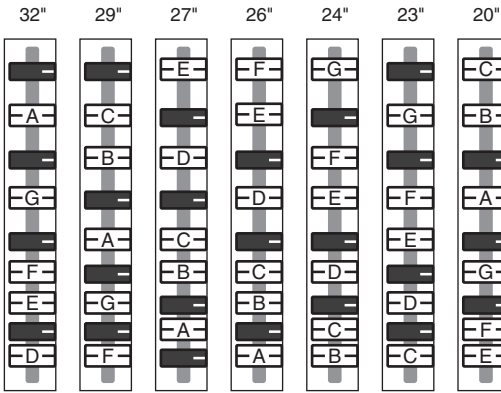 32" 29" 27" 26" 24" 23" 20"
E F G C
A C E G B
B D F
G D E F A
A C E
F B C D G
E G B D
A C F
D F A B C E